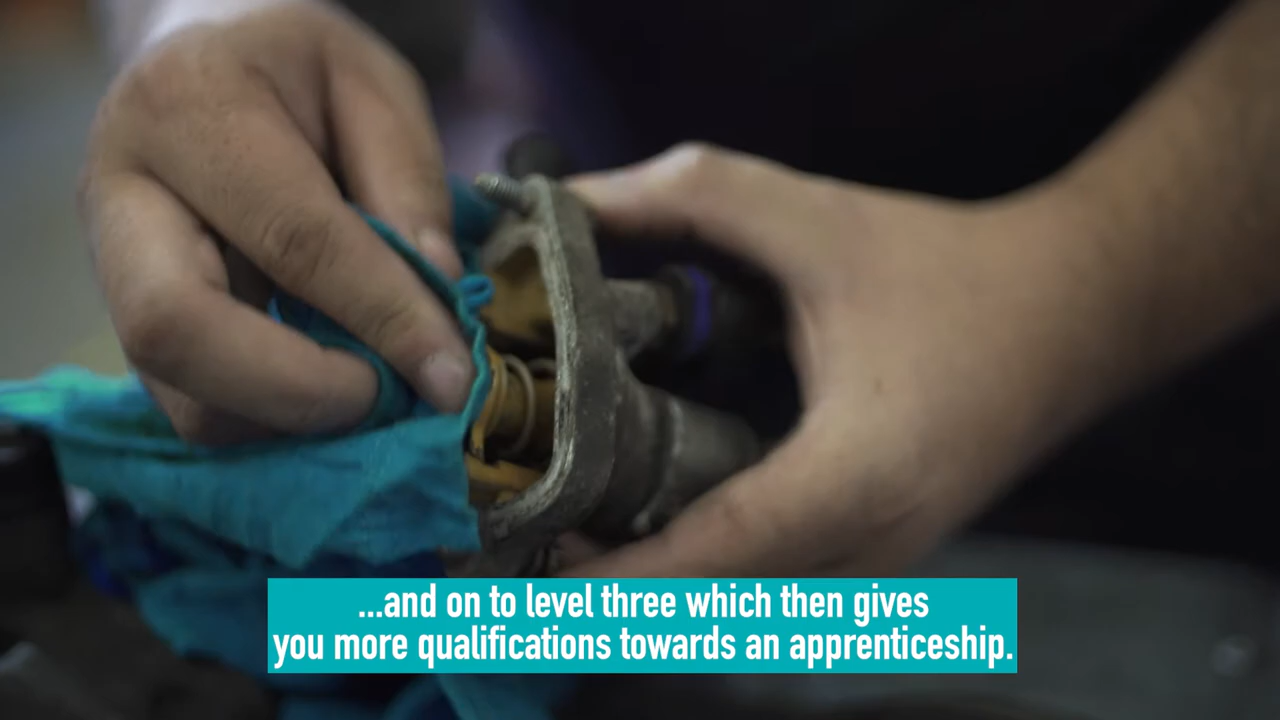 ...and on to level three which then gives
you more qualifications towards an apprenticeship.